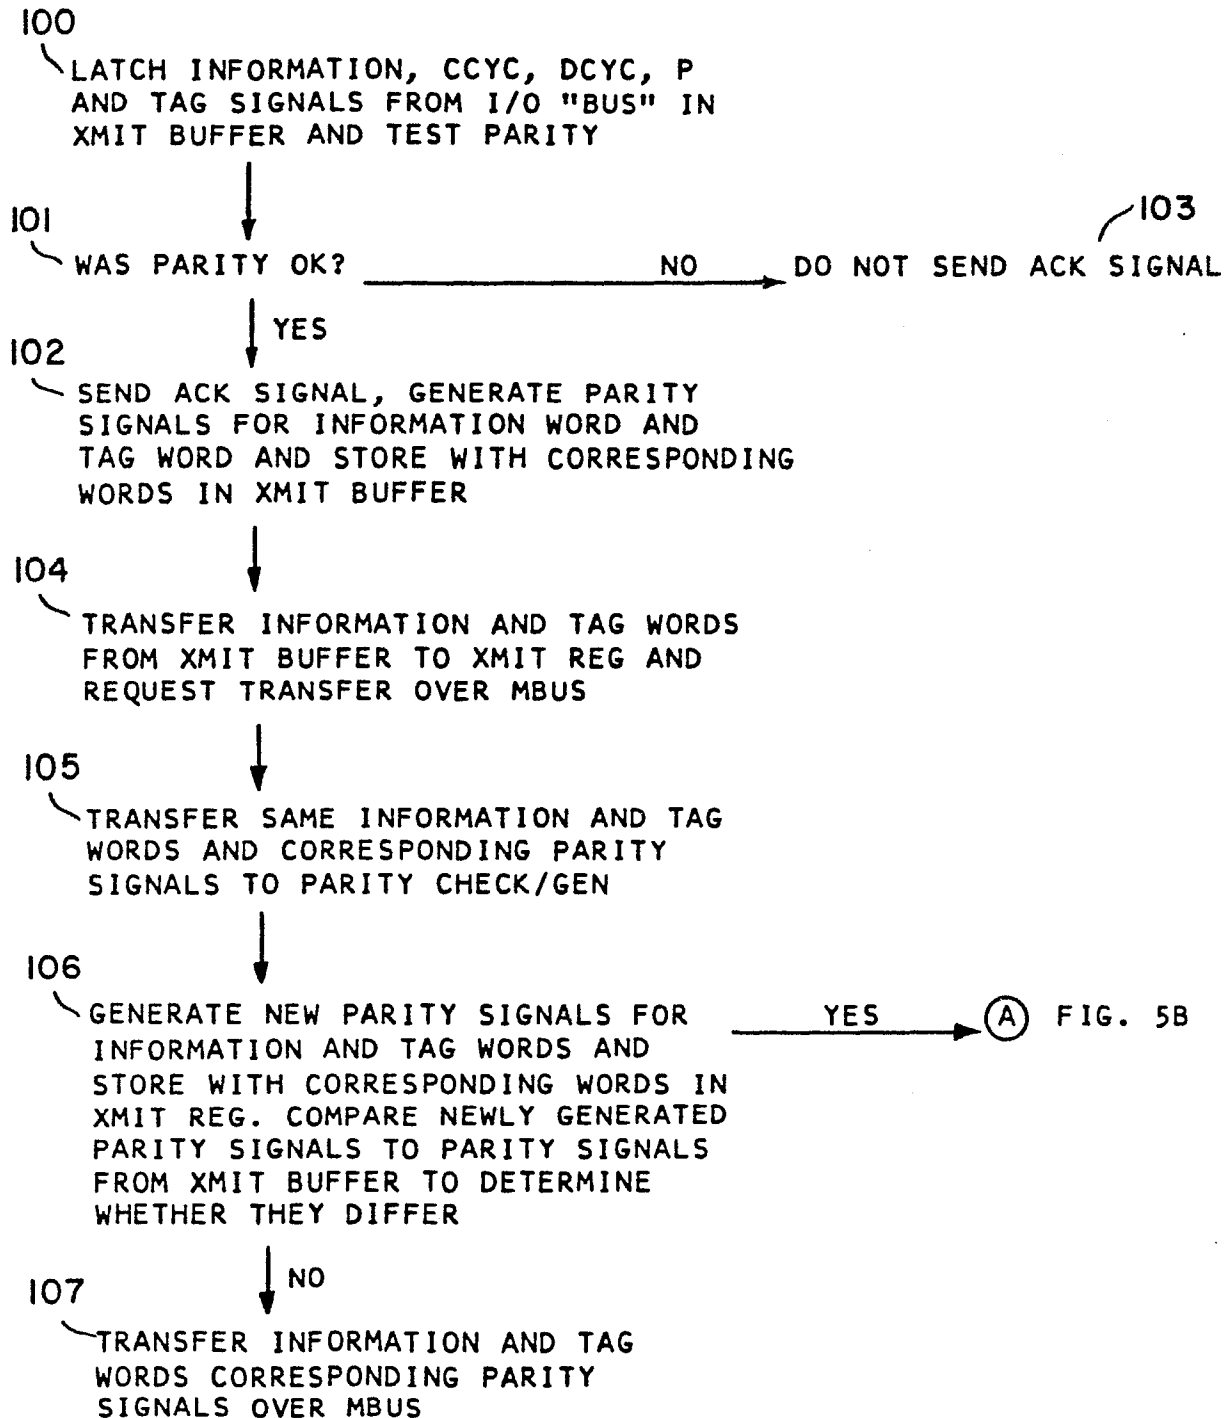 100
LATCH INFORMATION, CCYC, DCYC, P
AND TAG SIGNALS FROM I/O "BUS" IN
XMIT BUFFER AND TEST PARITY
101
WAS PARITY OK?
NO
103
DO NOT SEND ACK SIGNAL
YES
102
SEND ACK SIGNAL, GENERATE PARITY
SIGNALS FOR INFORMATION WORD AND
TAG WORD AND STORE WITH CORRESPONDING
WORDS IN XMIT BUFFER
104
TRANSFER INFORMATION AND TAG WORDS
FROM XMIT BUFFER TO XMIT REG AND
REQUEST TRANSFER OVER MBUS
105
TRANSFER SAME INFORMATION AND TAG
WORDS AND CORRESPONDING PARITY
SIGNALS TO PARITY CHECK/GEN
106
GENERATE NEW PARITY SIGNALS FOR
INFORMATION AND TAG WORDS AND
STORE WITH CORRESPONDING WORDS IN
XMIT REG. COMPARE NEWLY GENERATED
PARITY SIGNALS TO PARITY SIGNALS
FROM XMIT BUFFER TO DETERMINE
WHETHER THEY DIFFER
YES
A FIG. 5B
NO
107
TRANSFER INFORMATION AND TAG
WORDS CORRESPONDING PARITY
SIGNALS OVER MBUS